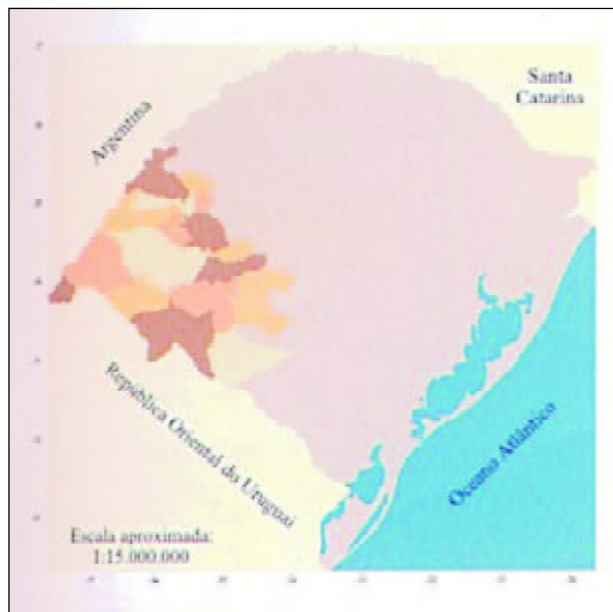 Santa
Catarina
Argentina
República Oriental do Uruguai
Oceano Atlântico
Escala aproximada:
1:15.000.000